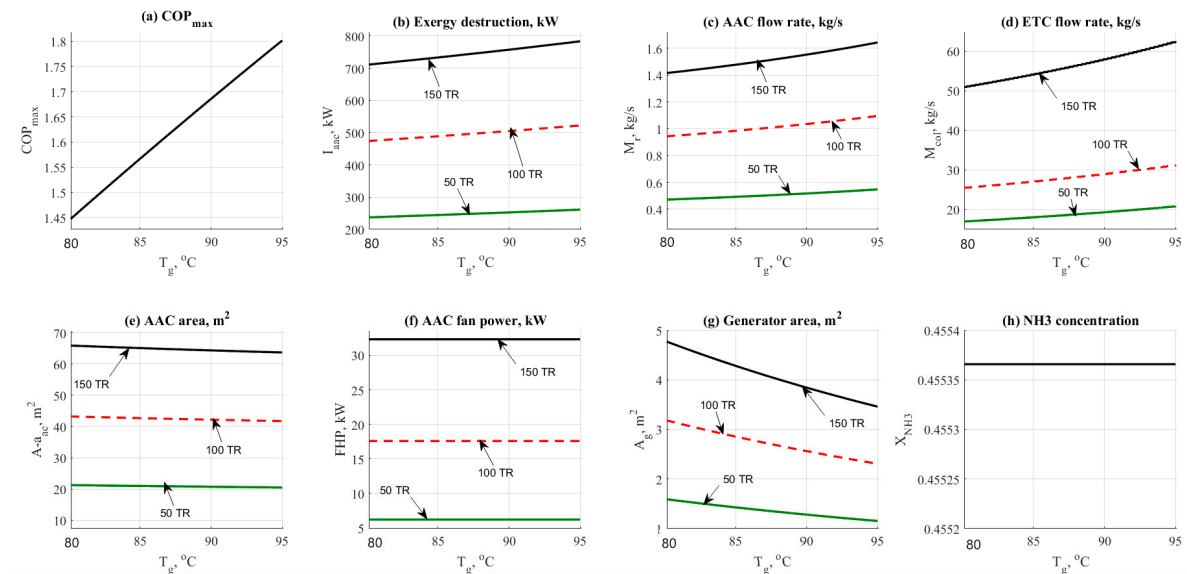 (a) COPmax
COPmax
1.8
1.75
1.7
1.65
1.6
1.55
1.5
1.45
80 85 90 95
Tg, oC
(b) Exergy destruction, kW
Iaac, kW
800
700
600
500
400
300
200
150 TR
100 TR
50 TR
80 85 90 95
Tg, oC
(c) AAC flow rate, kg/s
Mr, kg/s
1.6
1.4
1.2
1
0.8
0.6
0.4
150 TR
100 TR
50 TR
80 85 90 95
Tg, oC
(d) ETC flow rate, kg/s
Mcol, kg/s
60
50
40
30
20
150 TR
100 TR
50 TR
80 85 90 95
Tg, oC
(e) AAC area, m2
A-aac, m2
70
60
50
40
30
20
10
150 TR
100 TR
50 TR
80 85 90 95
Tg, oC
(f) AAC fan power, kW
FHP, kW
30
25
20
15
10
5
150 TR
100 TR
50 TR
80 85 90 95
Tg, oC
(g) Generator area, m2
Ag, m2
5
4
3
2
1
100 TR
150 TR
50 TR
80 85 90 95
Tg, oC
(h) NH3 concentration
XNH3
0.4554
0.45535
0.4553
0.45525
0.4552
80 85 90 95
Tg, oC